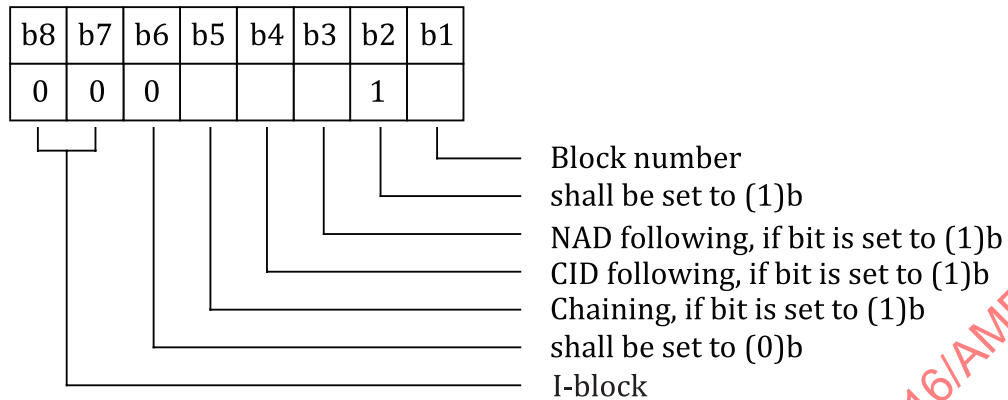 b8 b7 b6 b5 b4 b3 b2 b1
0 0 0 1
Block number
shall be set to (1)b
NAD following, if bit is set to (1)b
CID following, if bit is set to (1)b
Chaining, if bit is set to (1)b
shall be set to (0)b
I-block
16/AM